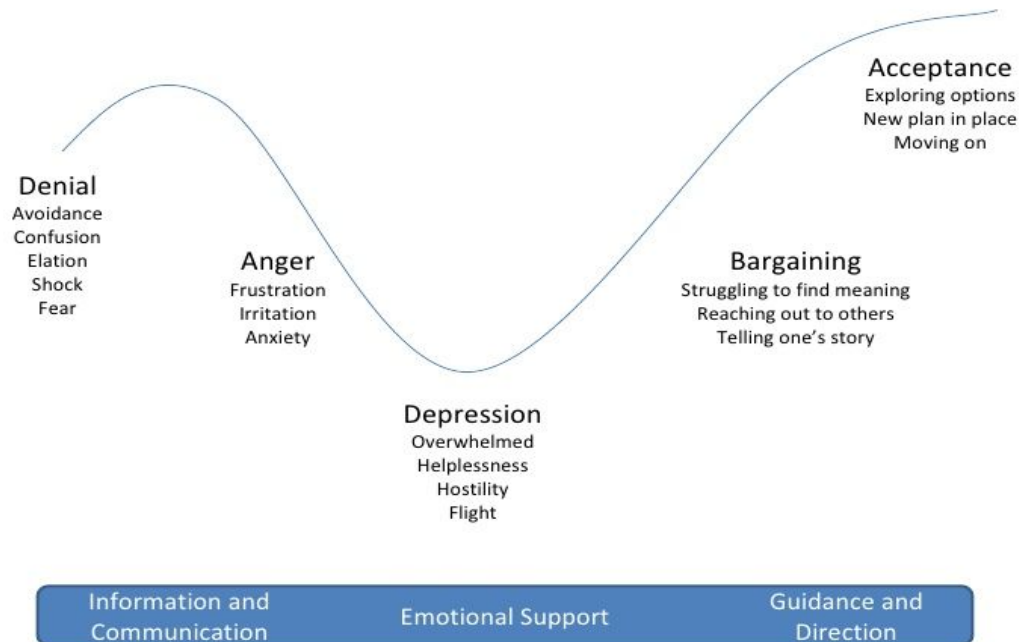 Denial
Avoidance
Confusion
Elation
Shock
Fear
Anger
Frustration
Irritation
Anxiety
Depression
Overwhelmed
Helplessness
Hostility
Flight
Bargaining
Struggling to find meaning
Reaching out to others
Telling one’s story
Acceptance
Exploring options
New plan in place
Moving on
Information and
Communication
Emotional Support
Guidance and
Direction